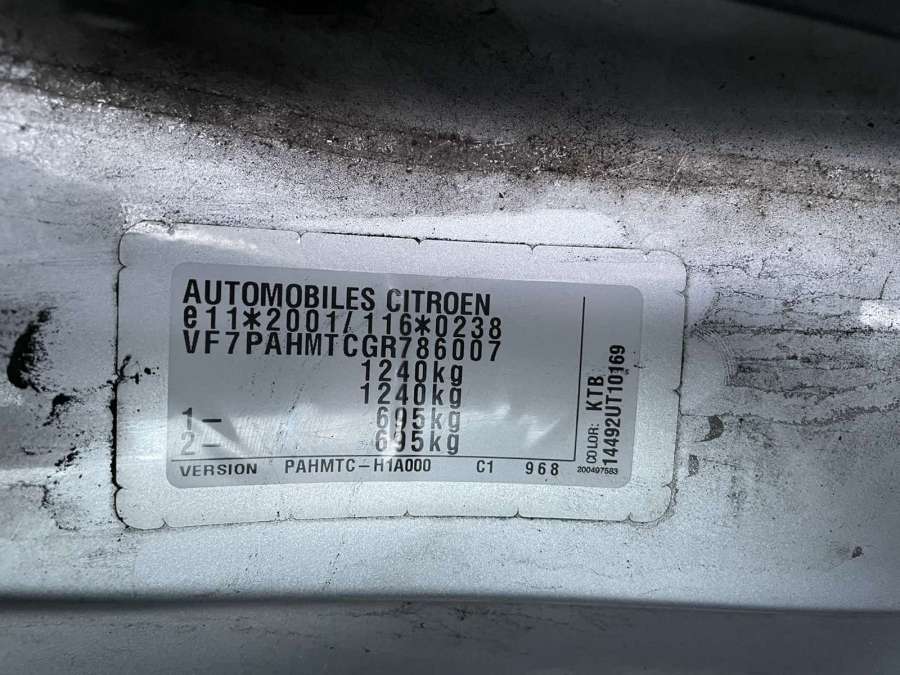 AUTOMOBILES CITROEN
e11*2001/116*0238
VF7PAHMTCGR786007
1240kg
1240kg
1– 695kg
2– 695kg
VERSION PAHMTC–H1A000 C1 968
COLOR: KTB
14492UT10169
200497583